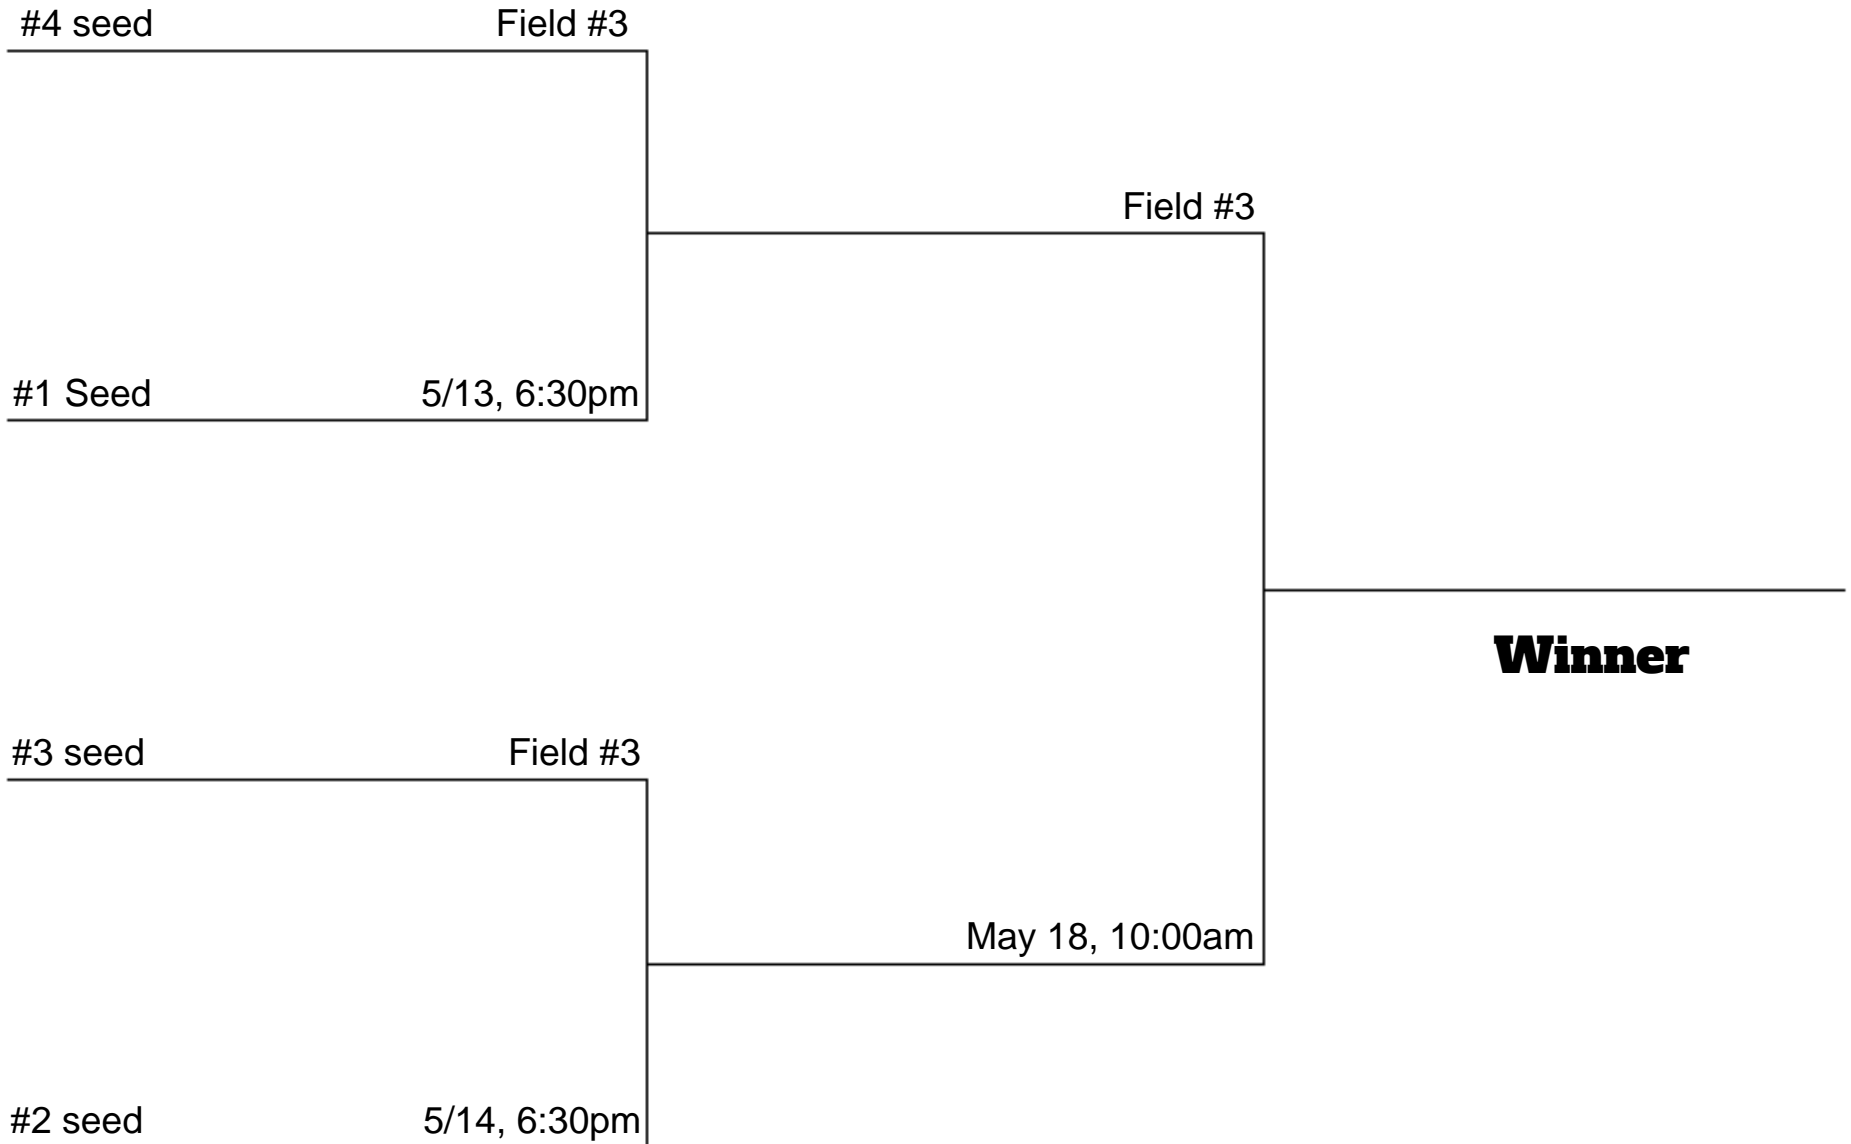 #4 seed Field #3
Field #3
#1 Seed 5/13, 6:30pm
Winner
#3 seed Field #3
May 18, 10:00am
#2 seed 5/14, 6:30pm